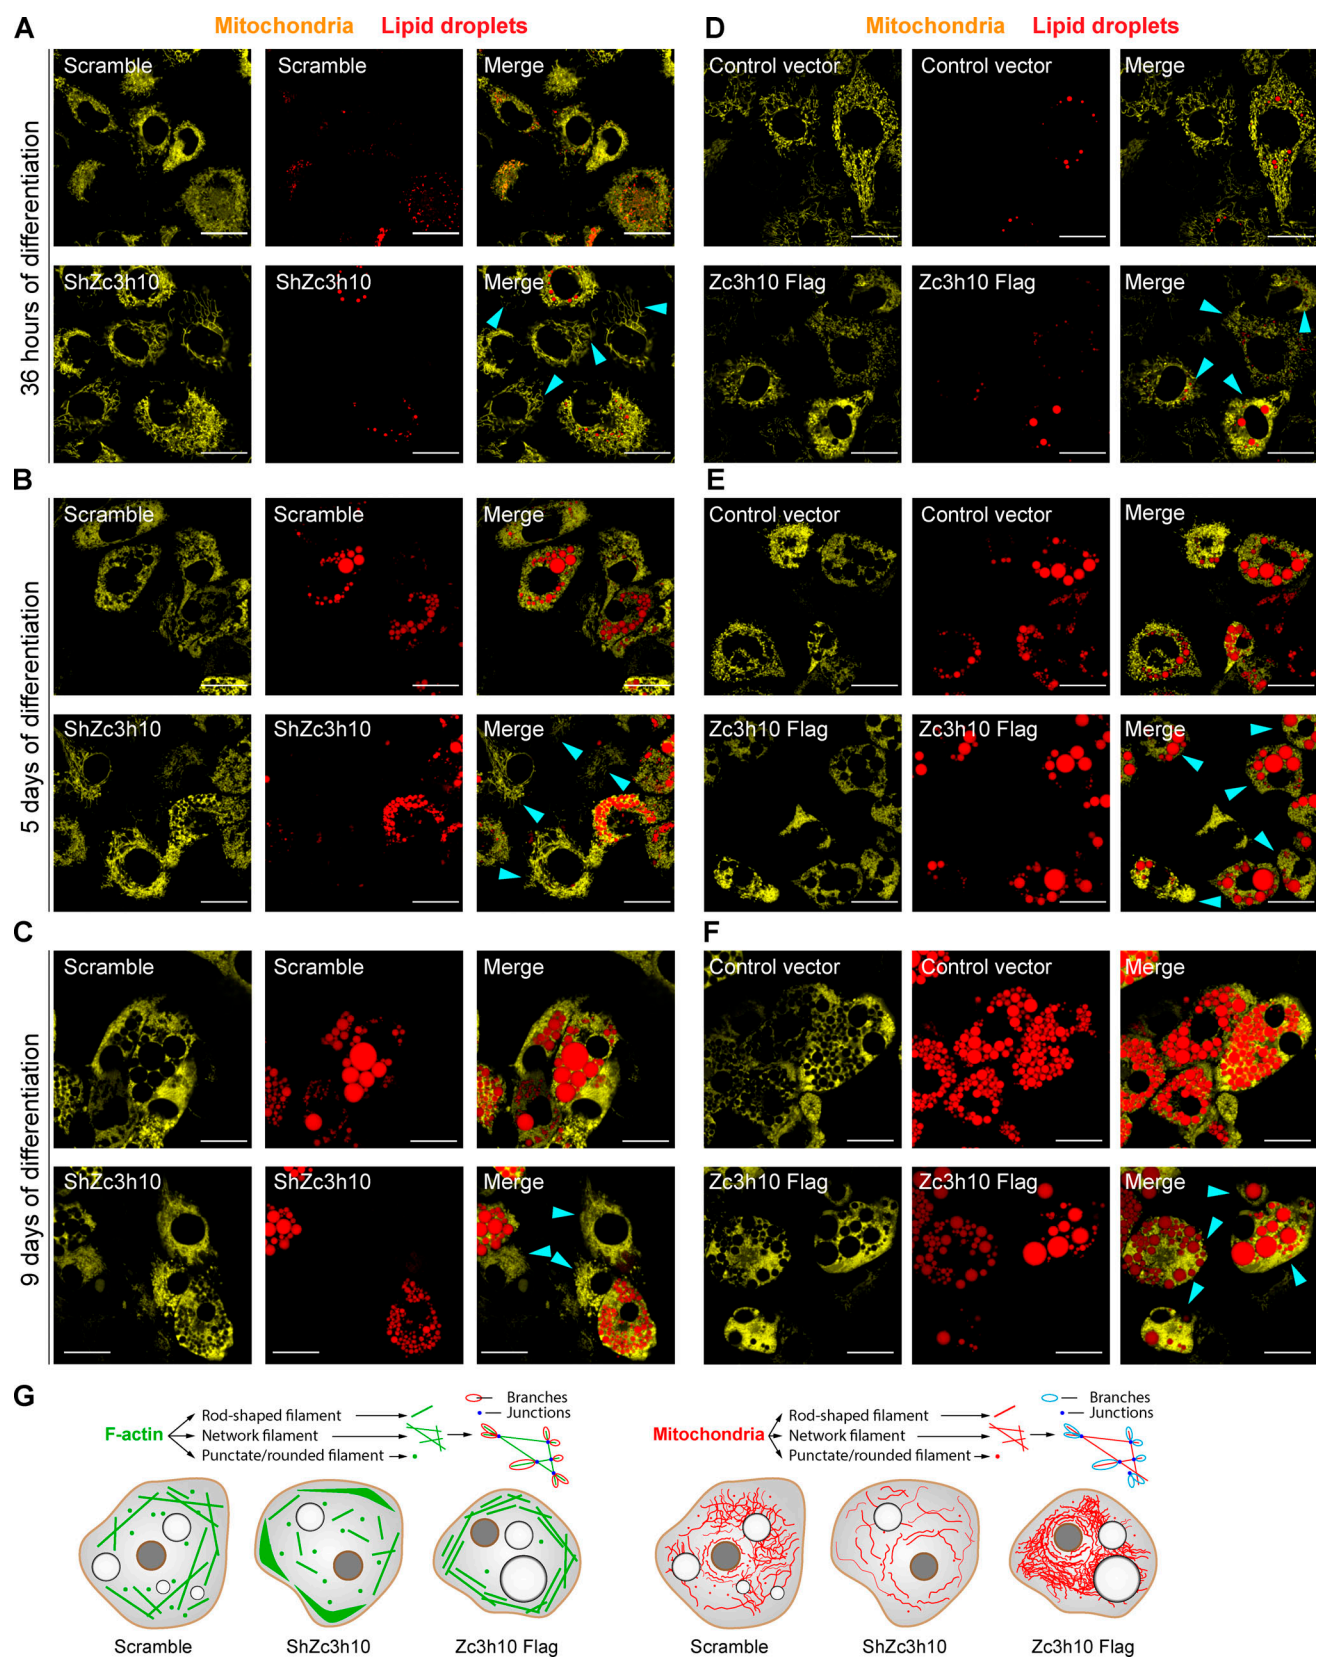 A
Mitochondria Lipid droplets
36 hours of differentiation
Scramble
Scramble
Merge
ShZc3h10
ShZc3h10
Merge
B
5 days of differentiation
Scramble
Scramble
Merge
ShZc3h10
ShZc3h10
Merge
C
9 days of differentiation
Scramble
Scramble
Merge
ShZc3h10
ShZc3h10
Merge
D
Mitochondria Lipid droplets
Control vector
Control vector
Merge
Zc3h10 Flag
Zc3h10 Flag
Merge
E
Control vector
Control vector
Merge
Zc3h10 Flag
Zc3h10 Flag
Merge
F
Control vector
Control vector
Merge
Zc3h10 Flag
Zc3h10 Flag
Merge
G
F-actin
Rod-shaped filament
Network filament
Punctate/rounded filament
Branches
Junctions
Scramble
ShZc3h10
Zc3h10 Flag
Mitochondria
Rod-shaped filament
Network filament
Punctate/rounded filament
Branches
Junctions
Scramble
ShZc3h10
Zc3h10 Flag